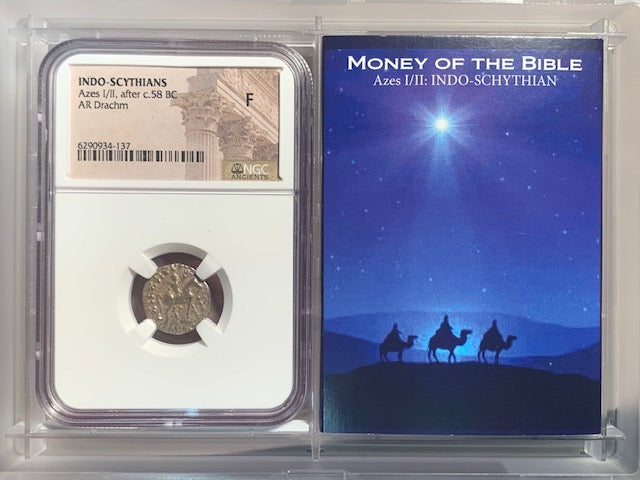 INDO-SCYTHIANS
Azes I/II, after c.58 BC
AR Drachm
F
6290934-137
NGC
ANCIENTS
MONEY OF THE BIBLE
Azes I/II: INDO-SCHYTHIAN